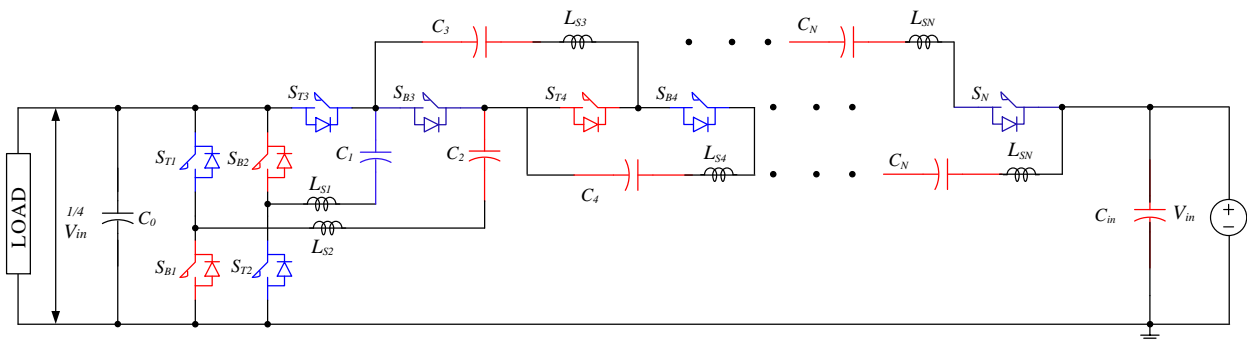 C3
LS3
CN
LSN
ST3
SB3
ST4
SB4
SN
ST1
SB2
C1
C2
LS4
CN
LSN
LOAD
1/4
Vin
C0
LS1
C4
Cin
Vin
LS2
SB1
ST2